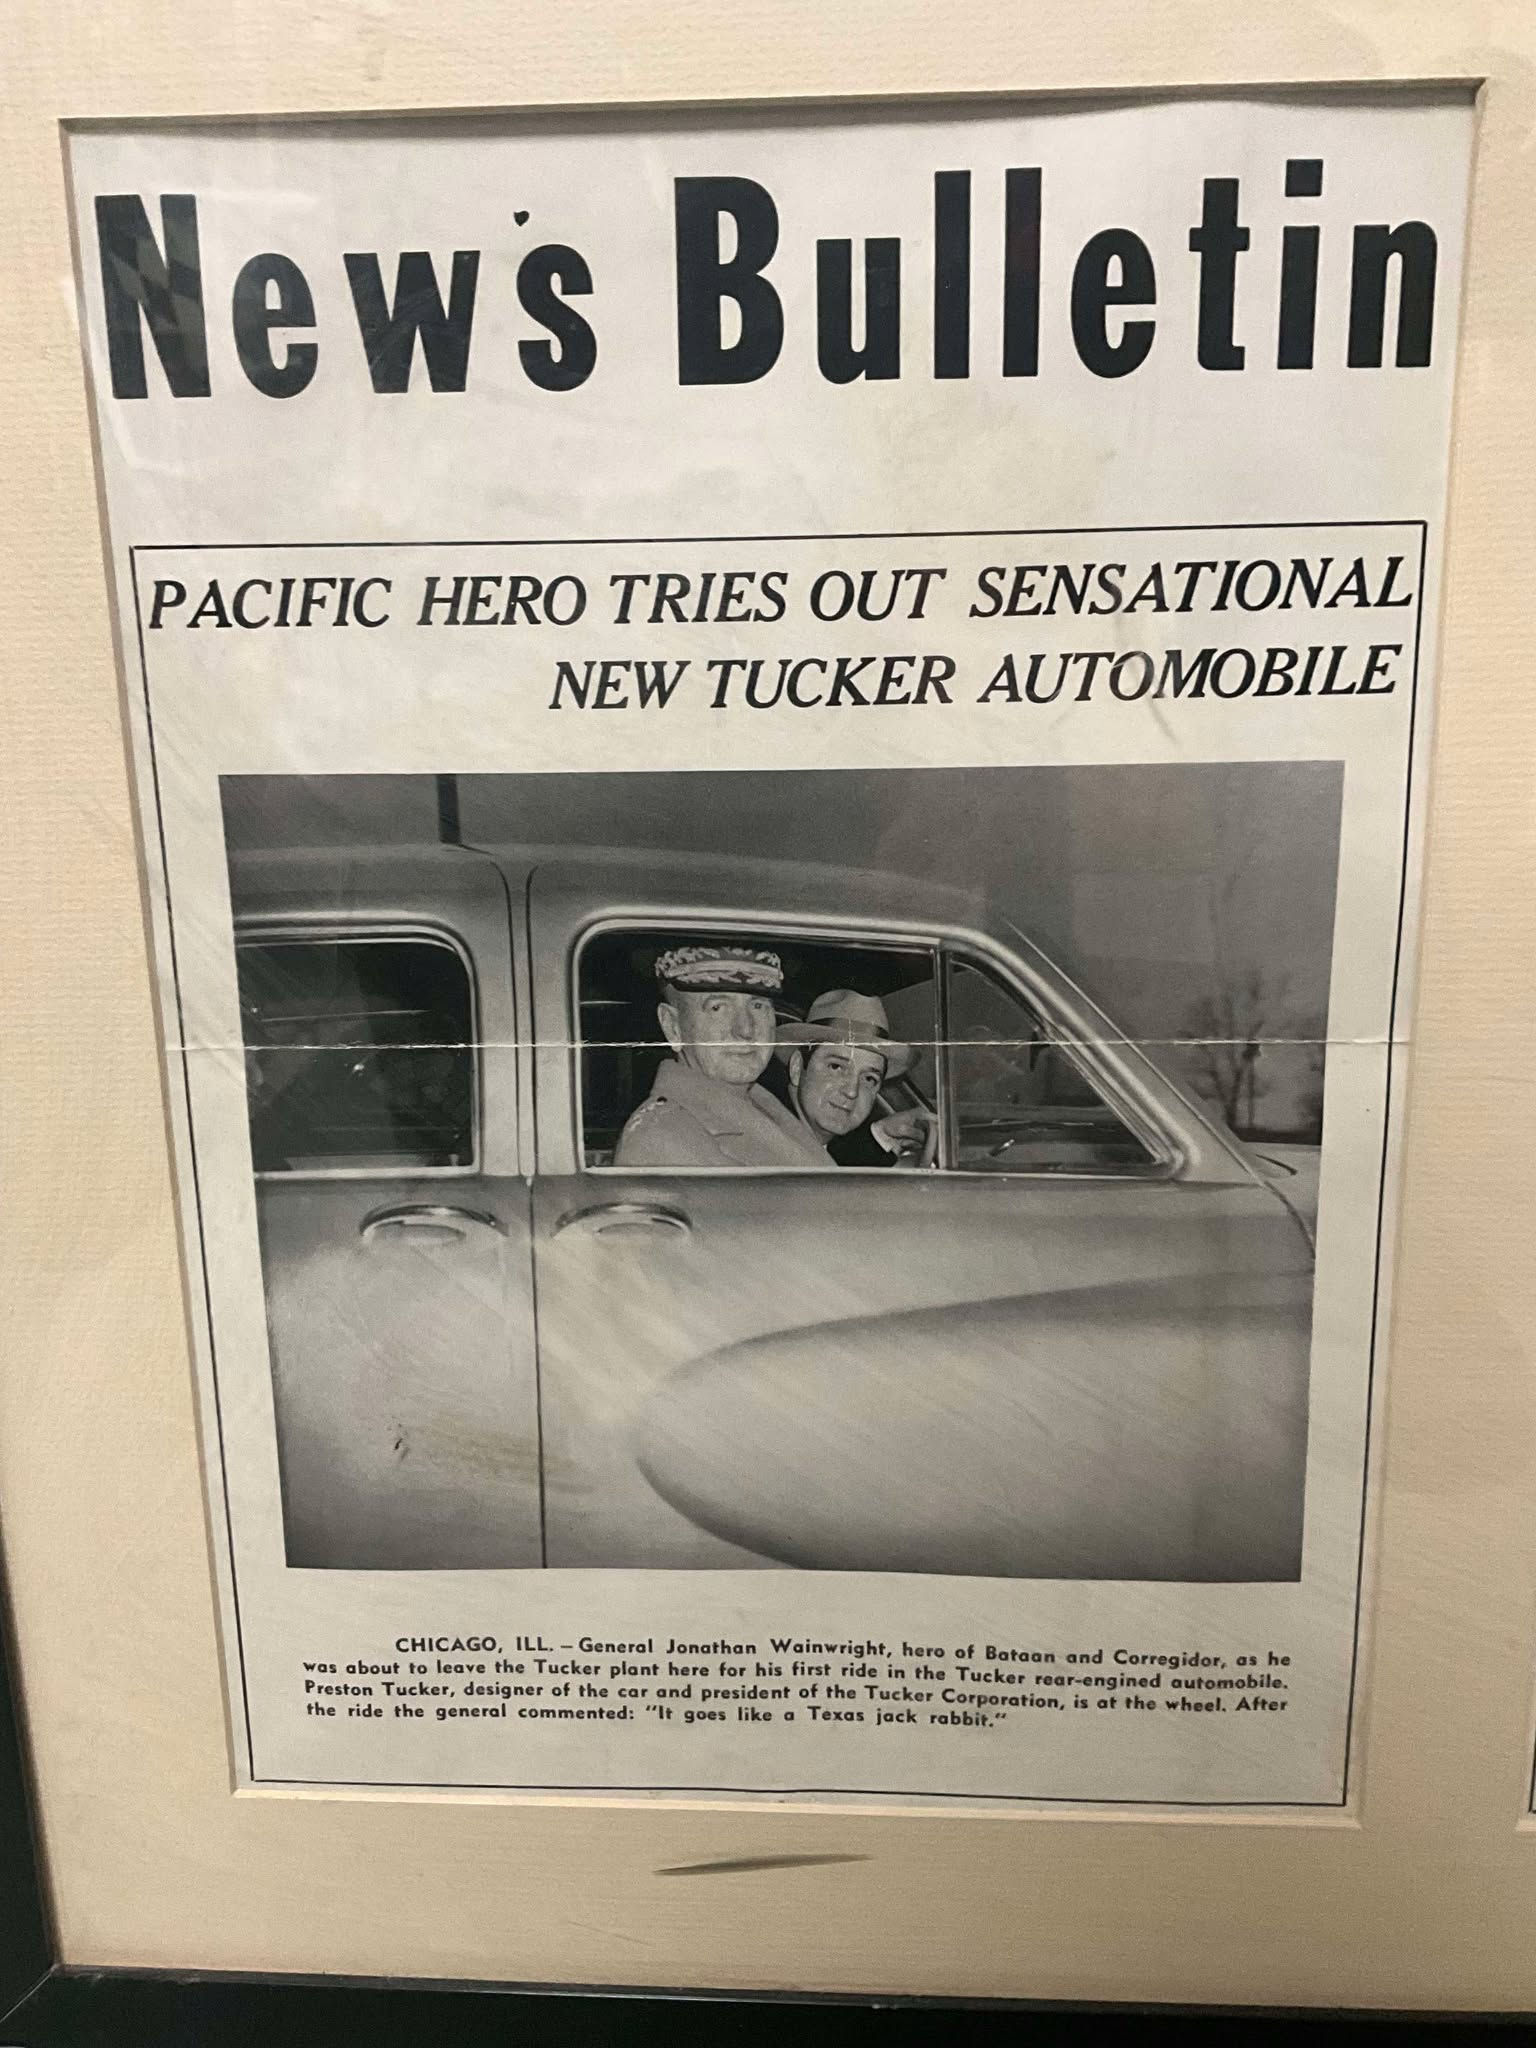 News Bulletin
PACIFIC HERO TRIES OUT SENSATIONAL
NEW TUCKER AUTOMOBILE
CHICAGO, ILL. — General Jonathan Wainwright, hero of Bataan and Corregidor, as he
was about to leave the Tucker plant here for his first ride in the Tucker rear-engined automobile.
Preston Tucker, designer of the car and president of the Tucker Corporation, is at the wheel. After
the ride the general commented: "It goes like a Texas jack rabbit."